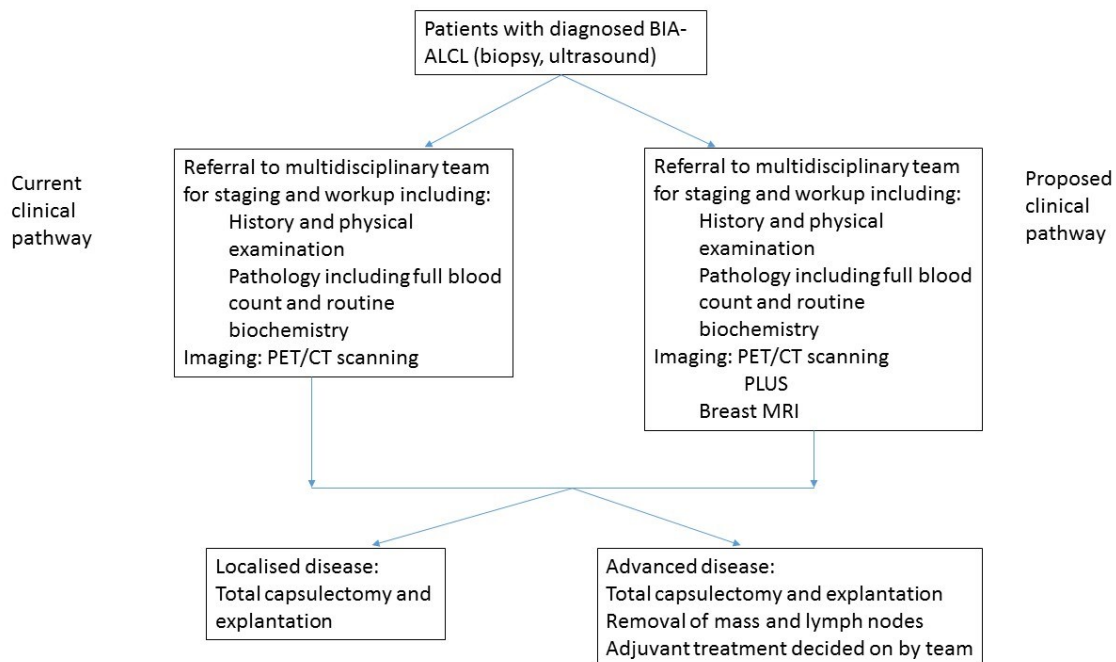 Patients with diagnosed BIA-
ALCL (biopsy, ultrasound)
Current
clinical
pathway
Referral to multidisciplinary team
for staging and workup including:
History and physical
examination
Pathology including full blood
count and routine
biochemistry
Imaging: PET/CT scanning
Referral to multidisciplinary team
for staging and workup including:
History and physical
examination
Pathology including full blood
count and routine
biochemistry
Imaging: PET/CT scanning
PLUS
Breast MRI
Proposed
clinical
pathway
Localised disease:
Total capsulectomy and
explantation
Advanced disease:
Total capsulectomy and explantation
Removal of mass and lymph nodes
Adjuvant treatment decided on by team